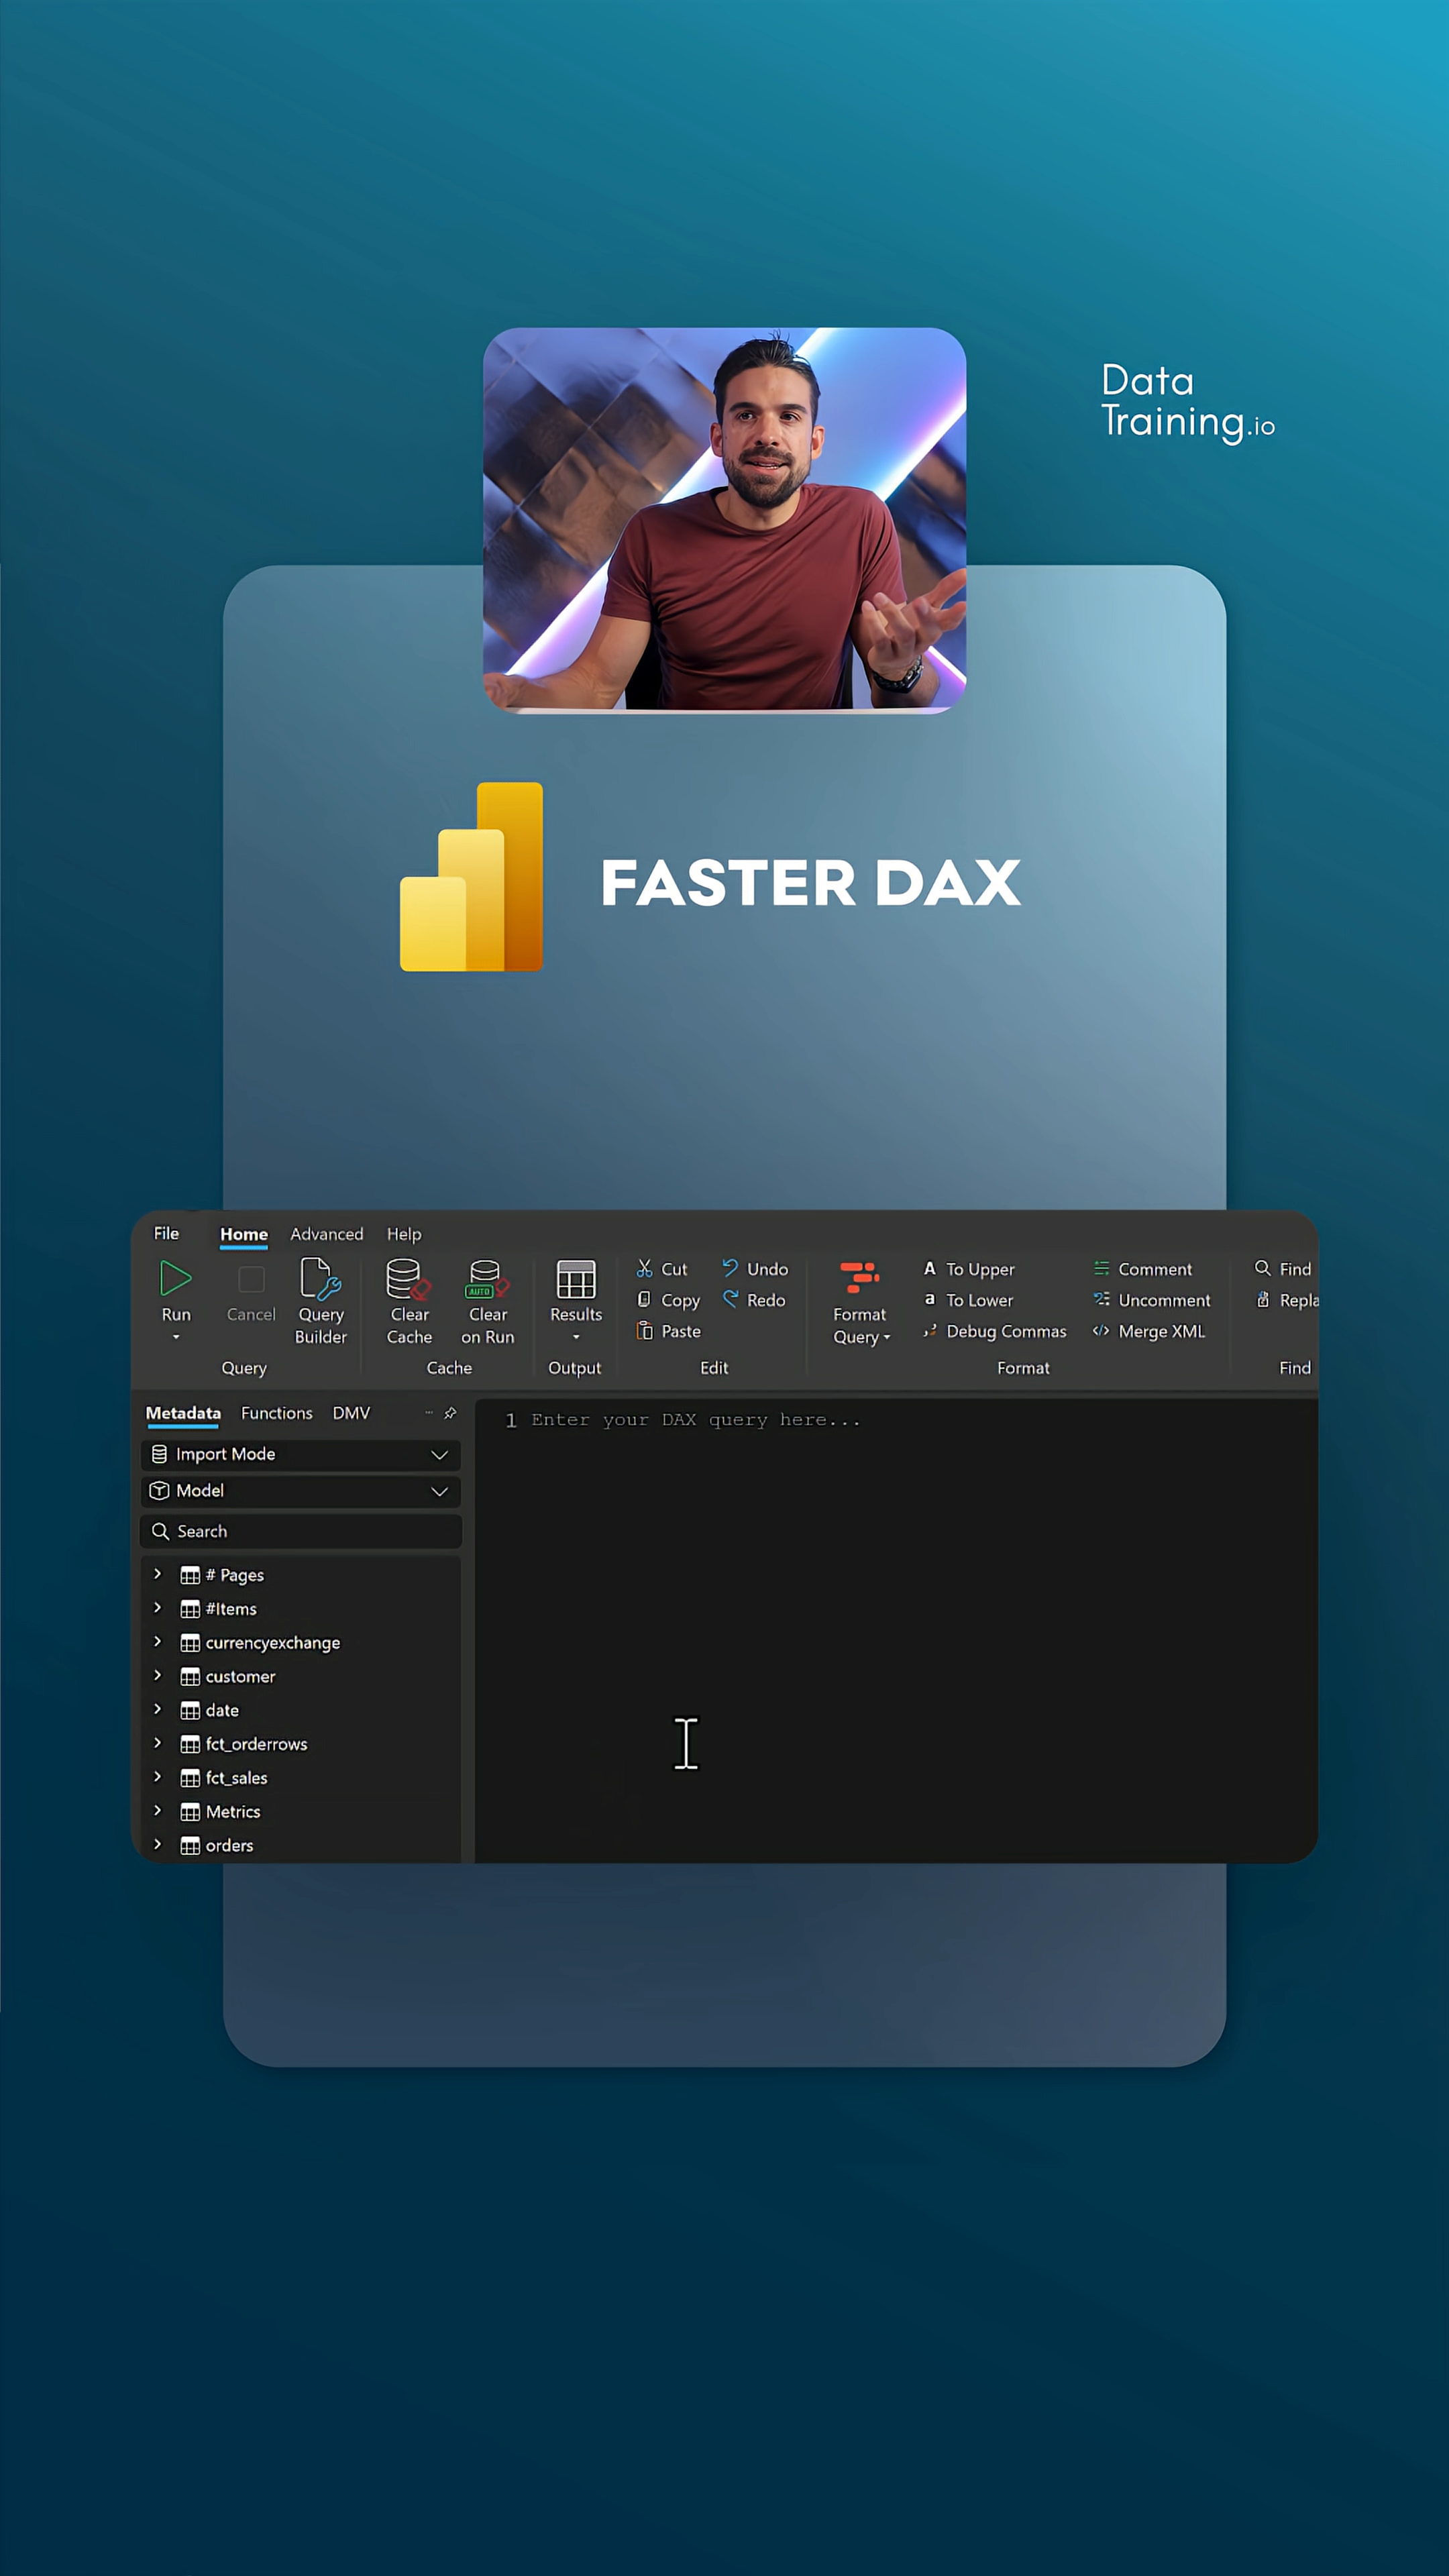 Data
Training.io
FASTER DAX
File Home Advanced Help
Run Cancel Query Builder Clear Cache Clear on Run Results Cut Copy Paste Undo Redo Format Query To Upper To Lower Debug Commas Comment Uncomment Merge XML Find Repla
AUTO
Query Cache Output Edit Format Find
Metadata Functions DMV
1 Enter your DAX query here...
Import Mode
Model
Search
# Pages
#Items
currencyexchange
customer
date
fct_orderrows
fct_sales
Metrics
orders